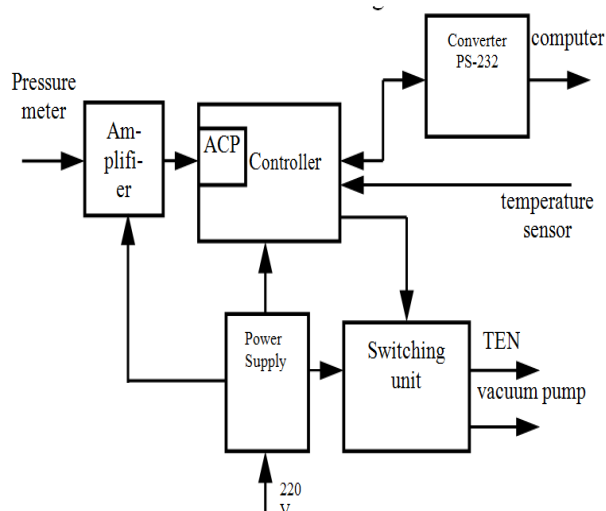 Converter
PS-232
computer
Pressure
meter
Am-
plifi-
er
ACP
Controller
temperature
sensor
Power
Supply
Switching
unit
TEN
vacuum pump
220
V